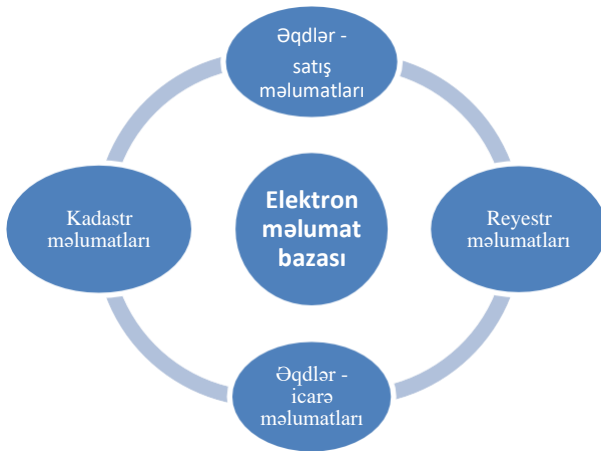 Əqdlər -
satış
məlumatları
Kadastr
məlumatları
Elektron
məlumat
bazası
Reyestr
məlumatları
Əqdlər -
icarə
məlumatları